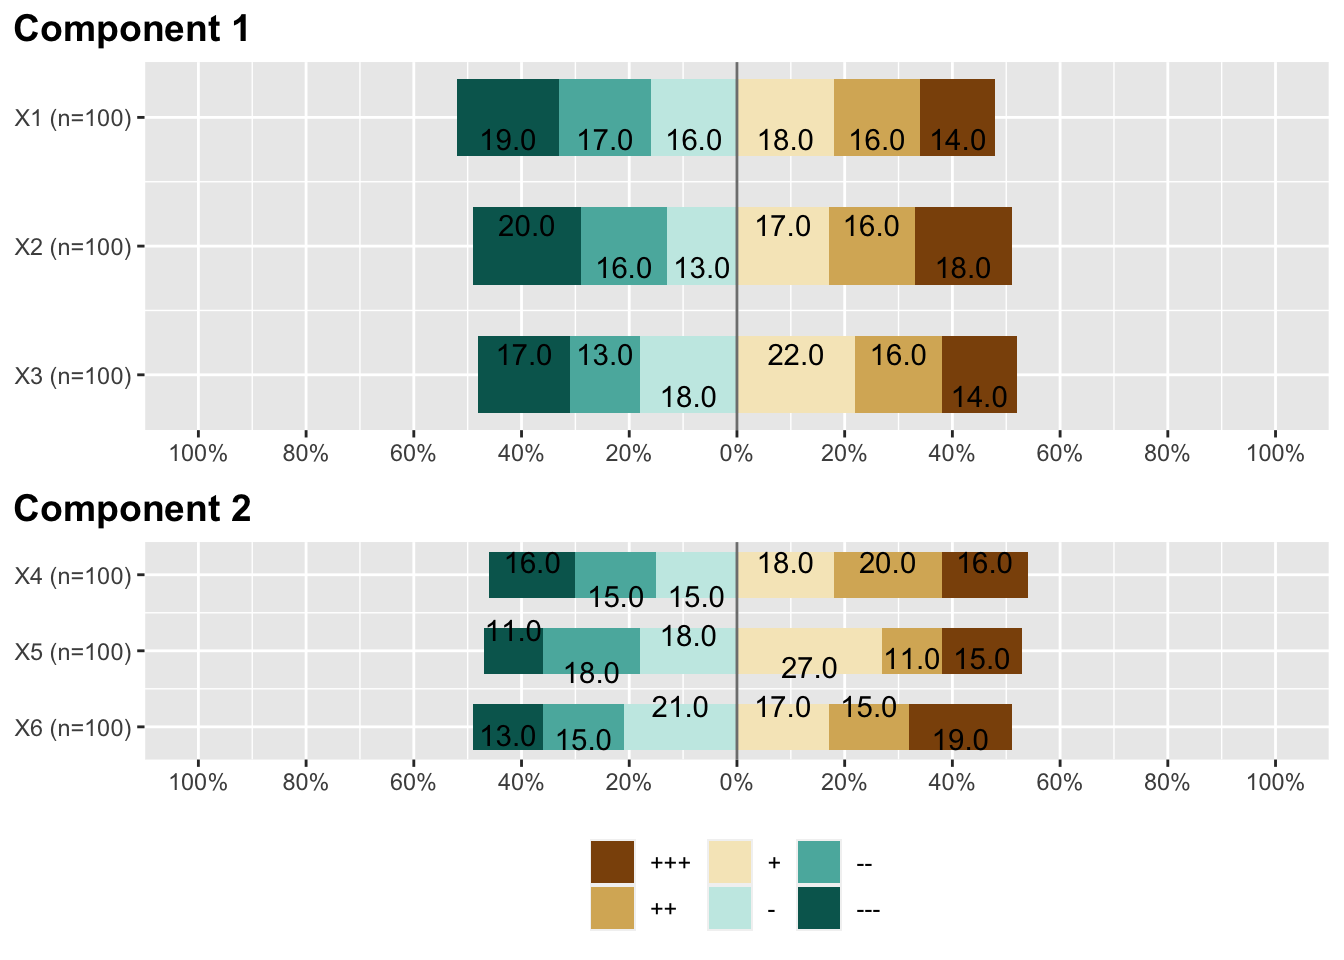 Component 1
X1 (n=100) 19.0 17.0 16.0 18.0 16.0 14.0
X2 (n=100) 20.0 16.0 13.0 17.0 16.0 18.0
X3 (n=100) 17.0 13.0 18.0 22.0 16.0 14.0
100% 80% 60% 40% 20% 0% 20% 40% 60% 80% 100%
Component 2
X4 (n=100) 16.0 15.0 15.0 18.0 20.0 16.0
X5 (n=100) 11.0 18.0 18.0 27.0 11.0 15.0
X6 (n=100) 13.0 15.0 21.0 17.0 15.0 19.0
100% 80% 60% 40% 20% 0% 20% 40% 60% 80% 100%
+++ + --
++ - ---